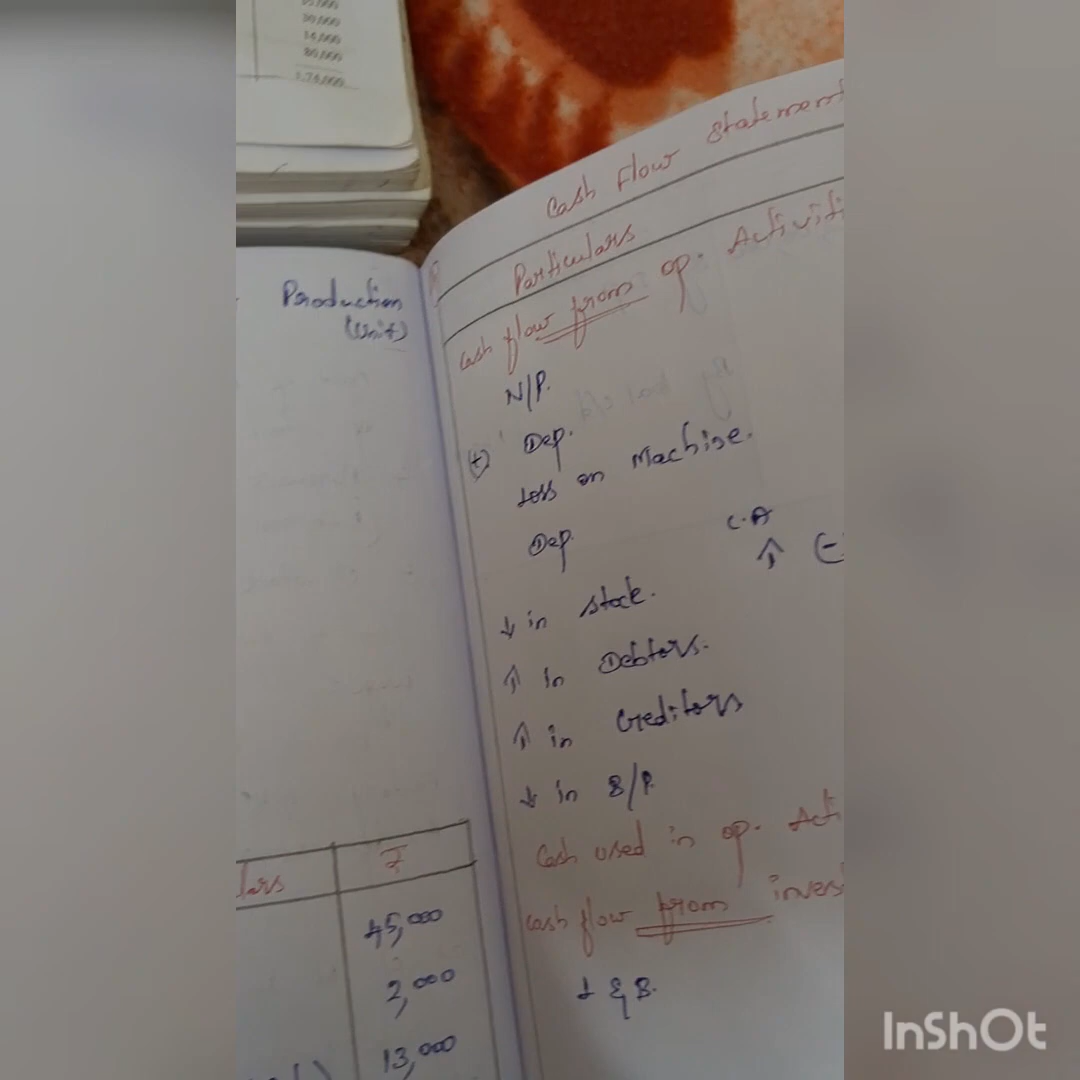 30,000
14,000
80,000
1,74,000
Production
(Unit)
₹
45,000
2,000
13,000
Cash Flow Statement
Particulars
Cash flow from op. Activiti
N/P.
(+) Dep.
Loss on Machine.
Dep.
C.A
↑ (-
↓ in Stock.
↑ in Debtors.
↑ in Creditors
↓ in B/P.
Cash used in op. Acti
Cash flow from inves
L & B.
InShOt